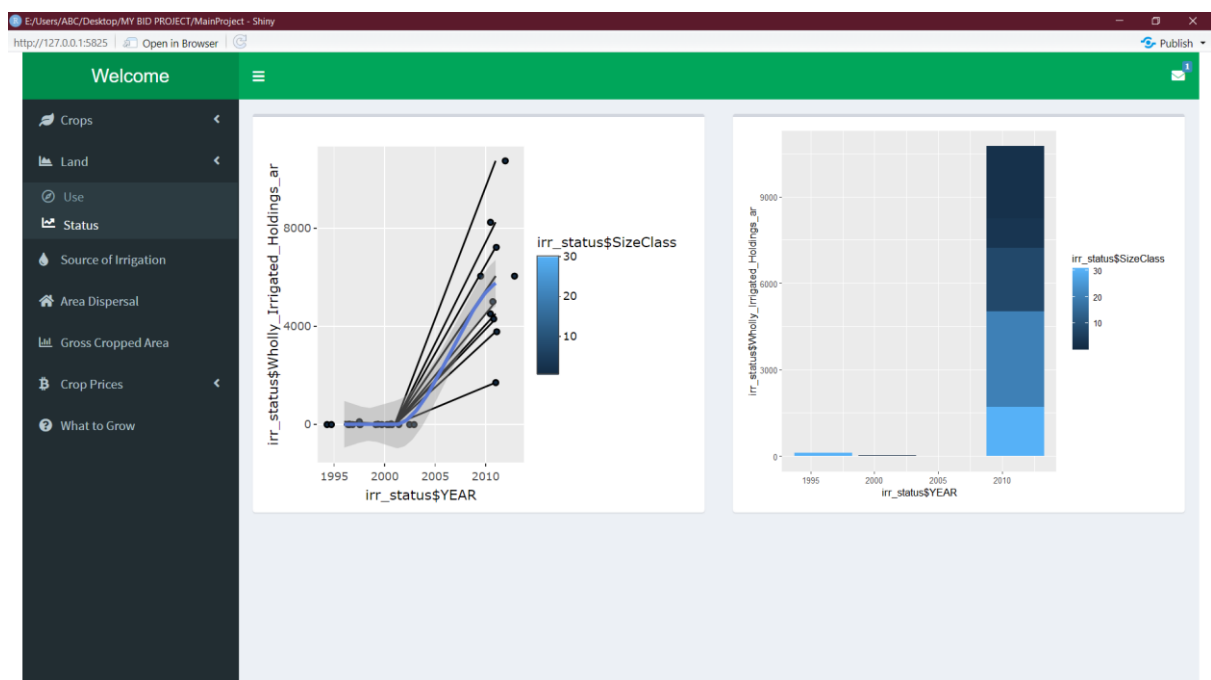 E:/Users/ABC/Desktop/MY BID PROJECT/MainProject - Shiny
http://127.0.0.1:5825 Open in Browser Publish
Welcome
1
Crops
Land
Use
Status
Source of Irrigation
Area Dispersal
Gross Cropped Area
Crop Prices
What to Grow
irr_status$Wholly_Irrigated_Holdings_ar
8000
4000
0
1995 2000 2005 2010
irr_status$YEAR
irr_status$SizeClass
30
20
10
irr_status$Wholly_Irrigated_Holdings_ar
9000
6000
3000
0
1995 2000 2005 2010
irr_status$YEAR
irr_status$SizeClass
30
20
10